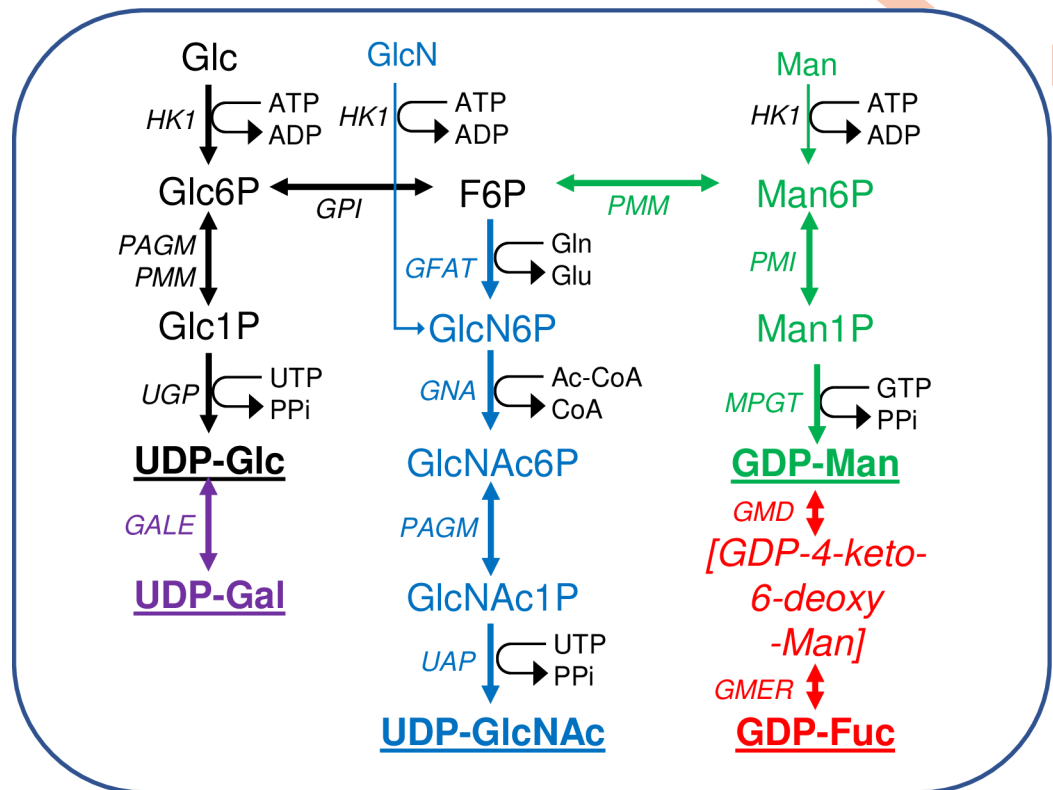 Glc
HK1
ATP
ADP
Glc6P
GPI
PAGM
PMM
Glc1P
UGP
UTP
PPi
UDP-Glc
GALE
UDP-Gal
GlcN
HK1
ATP
ADP
F6P
PMM
GFAT
Gln
Glu
GlcN6P
GNA
Ac-CoA
CoA
GlcNAc6P
PAGM
GlcNAc1P
UAP
UTP
PPi
UDP-GlcNAc
Man
HK1
ATP
ADP
Man6P
PMI
Man1P
MPGT
GTP
PPi
GDP-Man
GMD
[GDP-4-keto-
6-deoxy
-Man]
GMER
GDP-Fuc